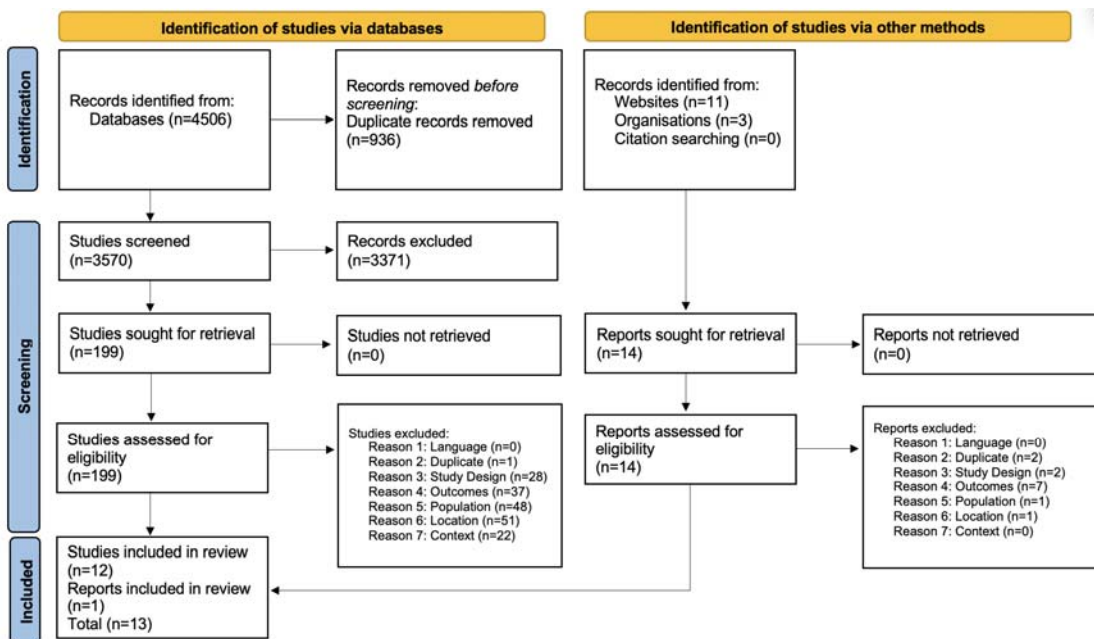 Identification of studies via databases
Identification of studies via other methods
Identification
Records identified from:
Databases (n=4506)
Records removed before
screening:
Duplicate records removed
(n=936)
Records identified from:
Websites (n=11)
Organisations (n=3)
Citation searching (n=0)
Screening
Studies screened
(n=3570)
Records excluded
(n=3371)
Studies sought for retrieval
(n=199)
Studies not retrieved
(n=0)
Reports sought for retrieval
(n=14)
Reports not retrieved
(n=0)
Studies assessed for
eligibility
(n=199)
Studies excluded:
Reason 1: Language (n=0)
Reason 2: Duplicate (n=1)
Reason 3: Study Design (n=28)
Reason 4: Outcomes (n=37)
Reason 5: Population (n=48)
Reason 6: Location (n=51)
Reason 7: Context (n=22)
Reports assessed for
eligibility
(n=14)
Reports excluded:
Reason 1: Language (n=0)
Reason 2: Duplicate (n=2)
Reason 3: Study Design (n=2)
Reason 4: Outcomes (n=7)
Reason 5: Population (n=1)
Reason 6: Location (n=1)
Reason 7: Context (n=0)
Included
Studies included in review
(n=12)
Reports included in review
(n=1)
Total (n=13)